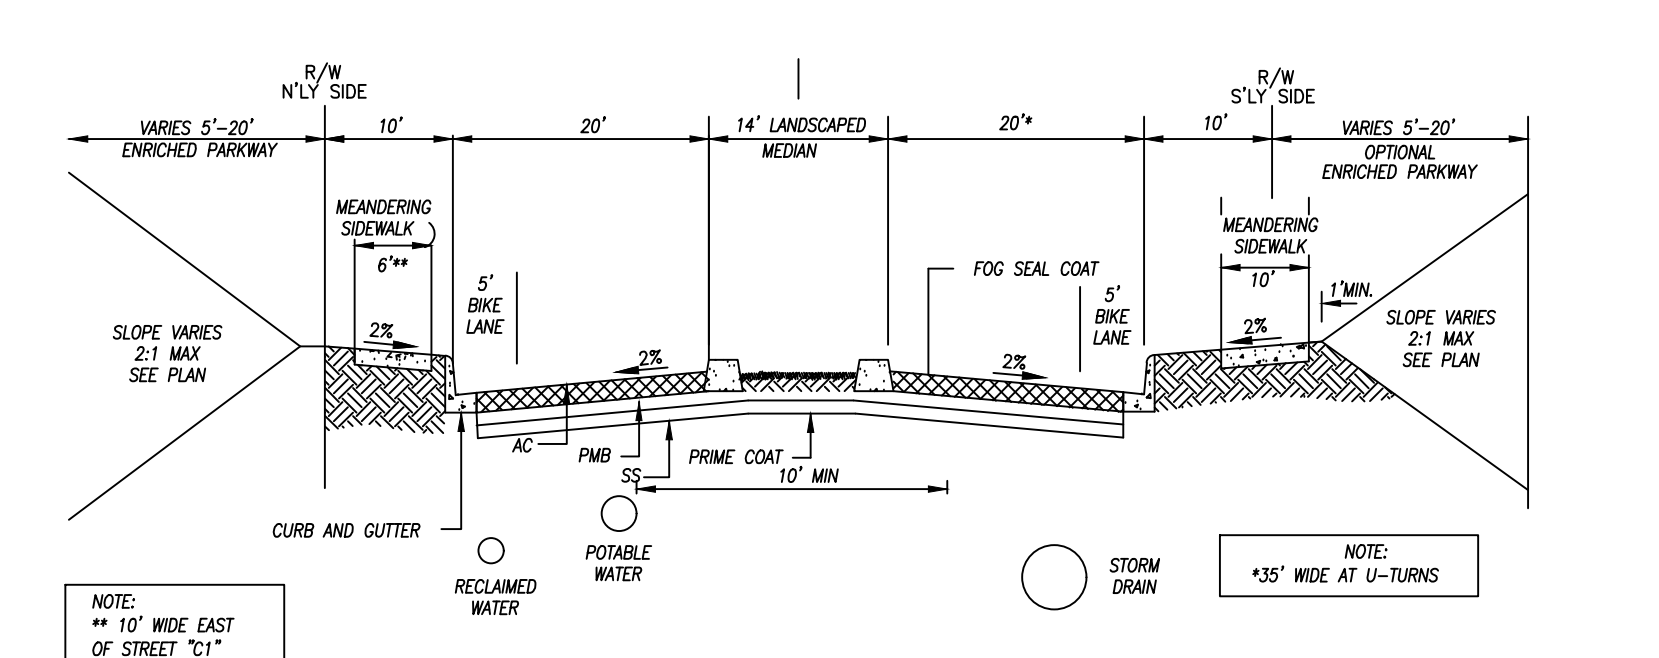 R/W
N'LY SIDE
R/W
S'LY SIDE
VARIES 5'-20'
ENRICHED PARKWAY
10'
20'
14' LANDSCAPED
MEDIAN
20'*
10'
VARIES 5'-20'
OPTIONAL
ENRICHED PARKWAY
MEANDERING
SIDEWALK
6'**
MEANDERING
SIDEWALK
10'
1'MIN.
5'
BIKE
LANE
FOG SEAL COAT
5'
BIKE
LANE
SLOPE VARIES
2:1 MAX
SEE PLAN
2%
2%
2%
2%
SLOPE VARIES
2:1 MAX
SEE PLAN
AC
PMB
SS
PRIME COAT
10' MIN
CURB AND GUTTER
RECLAIMED
WATER
POTABLE
WATER
STORM
DRAIN
NOTE:
*35' WIDE AT U-TURNS
NOTE:
** 10' WIDE EAST
OF STREET "C1"